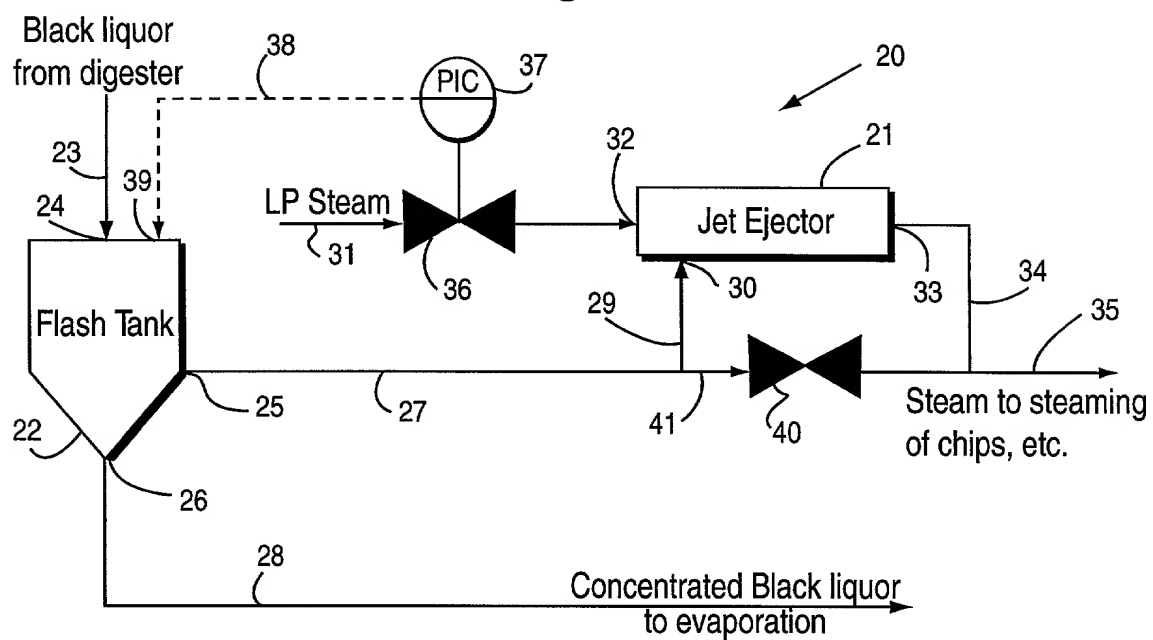 Black liquor
from digester
38
PIC
37
20
23
39
24
32
21
LP Steam
31
36
Jet Ejector
30
33
34
29
35
Flash Tank
22
25
27
41
40
Steam to steaming
of chips, etc.
26
28
Concentrated Black liquor
to evaporation